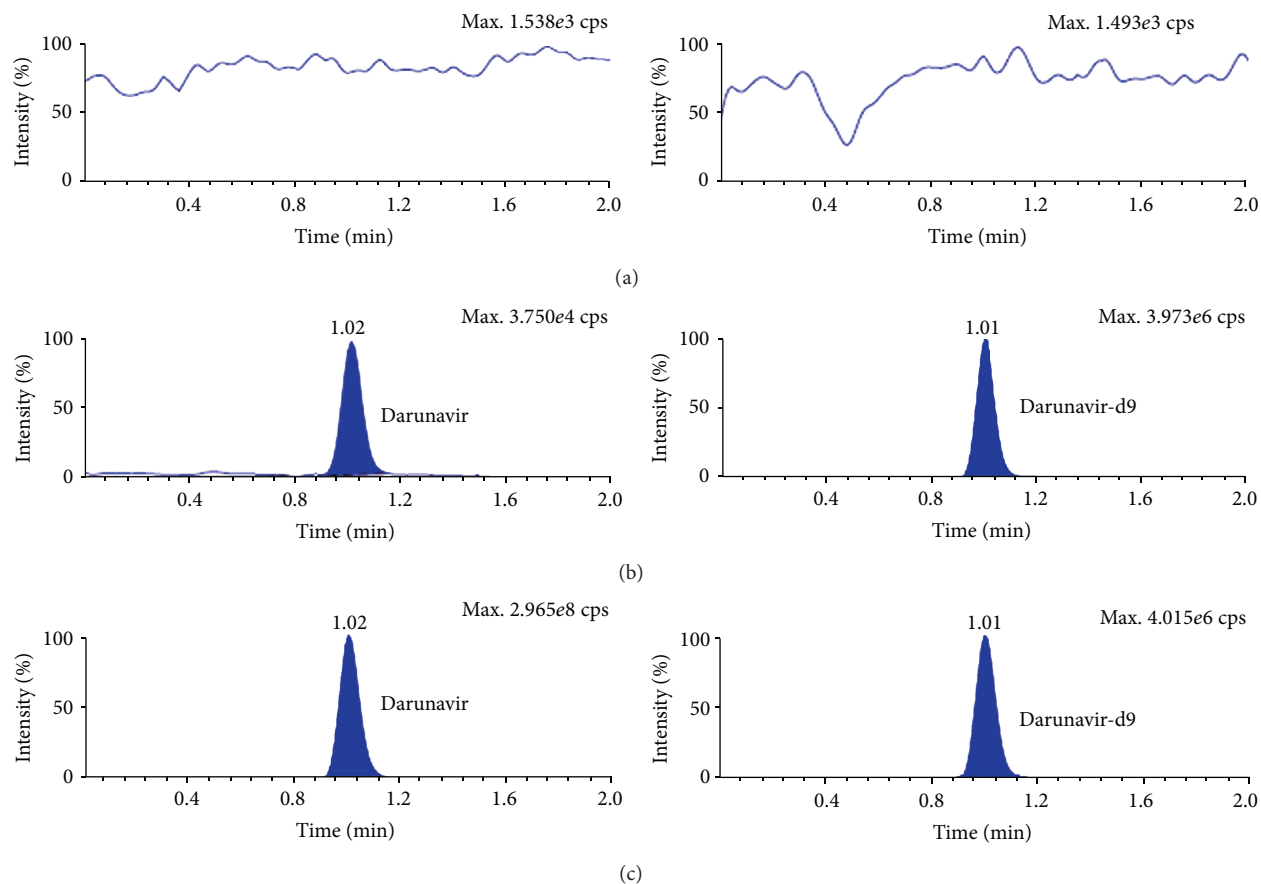 Max. 1.538e3 cps
100
50
0
Intensity (%)
0.4 0.8 1.2 1.6 2.0
Time (min)
Max. 1.493e3 cps
100
50
0
Intensity (%)
0.4 0.8 1.2 1.6 2.0
Time (min)
(a)
Max. 3.750e4 cps
1.02
100
50
0
Intensity (%)
Darunavir
0.4 0.8 1.2 1.6 2.0
Time (min)
Max. 3.973e6 cps
1.01
100
50
0
Intensity (%)
Darunavir-d9
0.4 0.8 1.2 1.6 2.0
Time (min)
(b)
Max. 2.965e8 cps
1.02
100
50
0
Intensity (%)
Darunavir
0.4 0.8 1.2 1.6 2.0
Time (min)
Max. 4.015e6 cps
1.01
100
50
0
Intensity (%)
Darunavir-d9
0.4 0.8 1.2 1.6 2.0
Time (min)
(c)